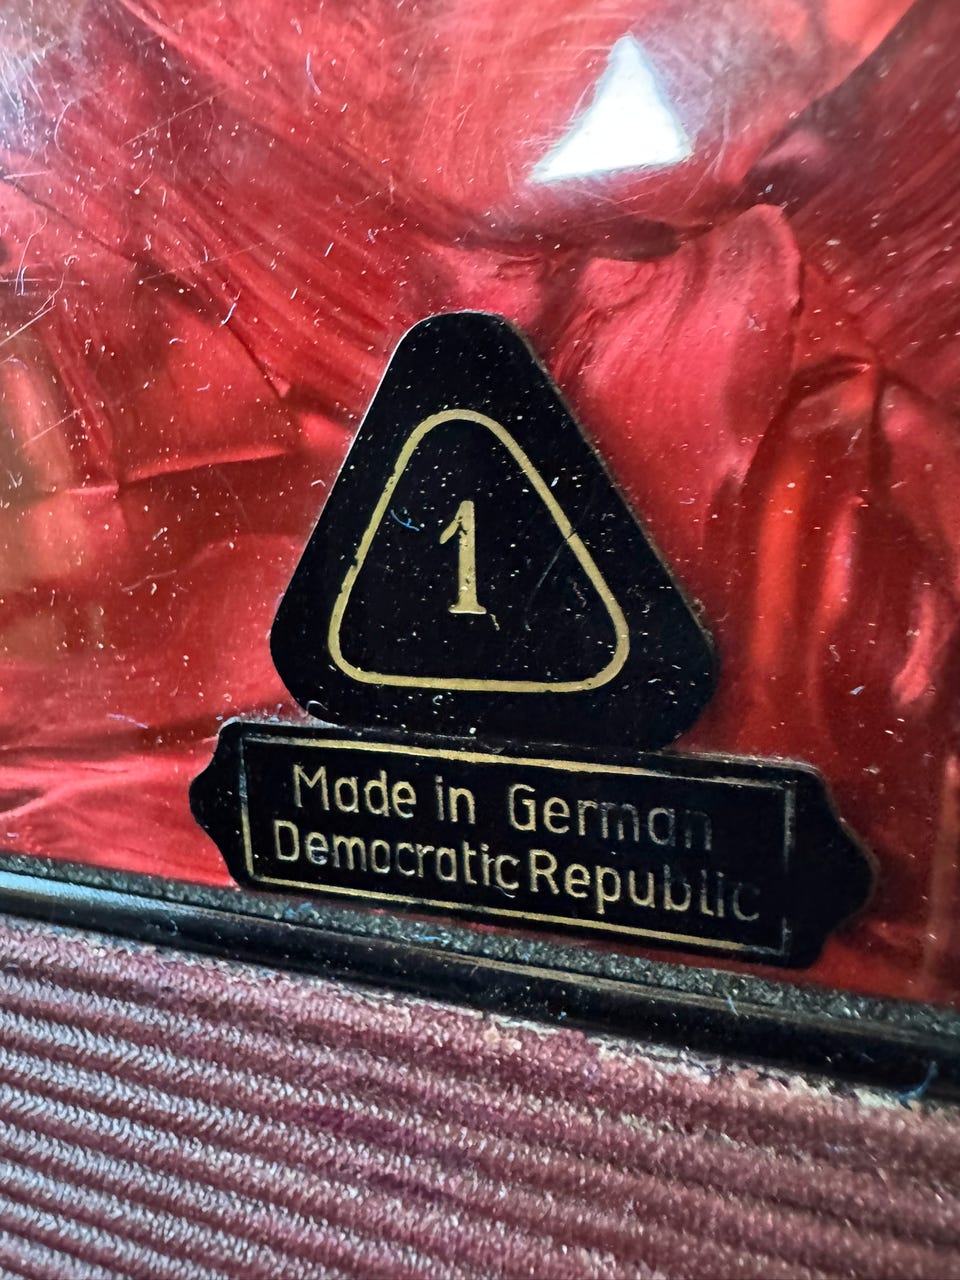 1
Made in German
Democratic Republic